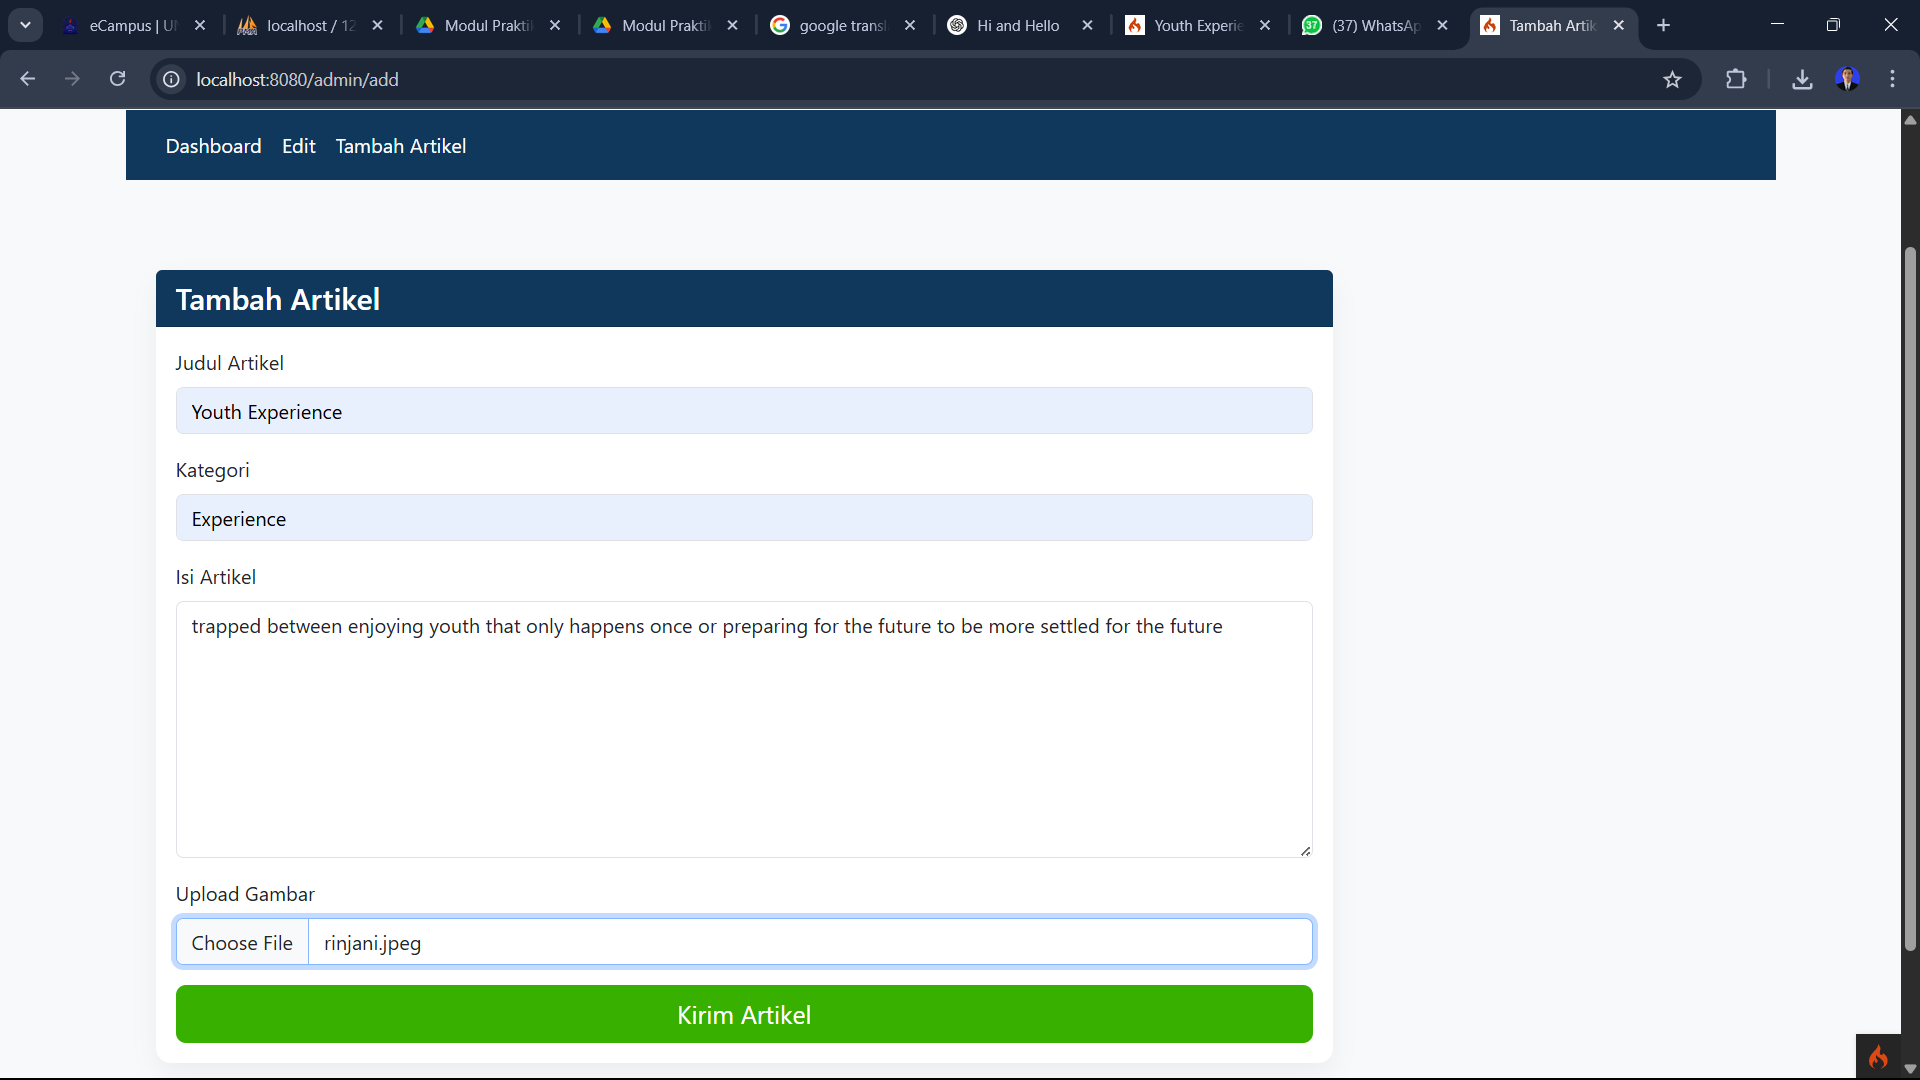 eCampus | UN
localhost / 12
Modul Prakti
Modul Prakti
google transl
Hi and Hello
Youth Experie
37
(37) WhatsAp
Tambah Artik
localhost:8080/admin/add
Dashboard Edit Tambah Artikel
Tambah Artikel
Judul Artikel
Youth Experience
Kategori
Experience
Isi Artikel
trapped between enjoying youth that only happens once or preparing for the future to be more settled for the future
Upload Gambar
Choose File rinjani.jpeg
Kirim Artikel